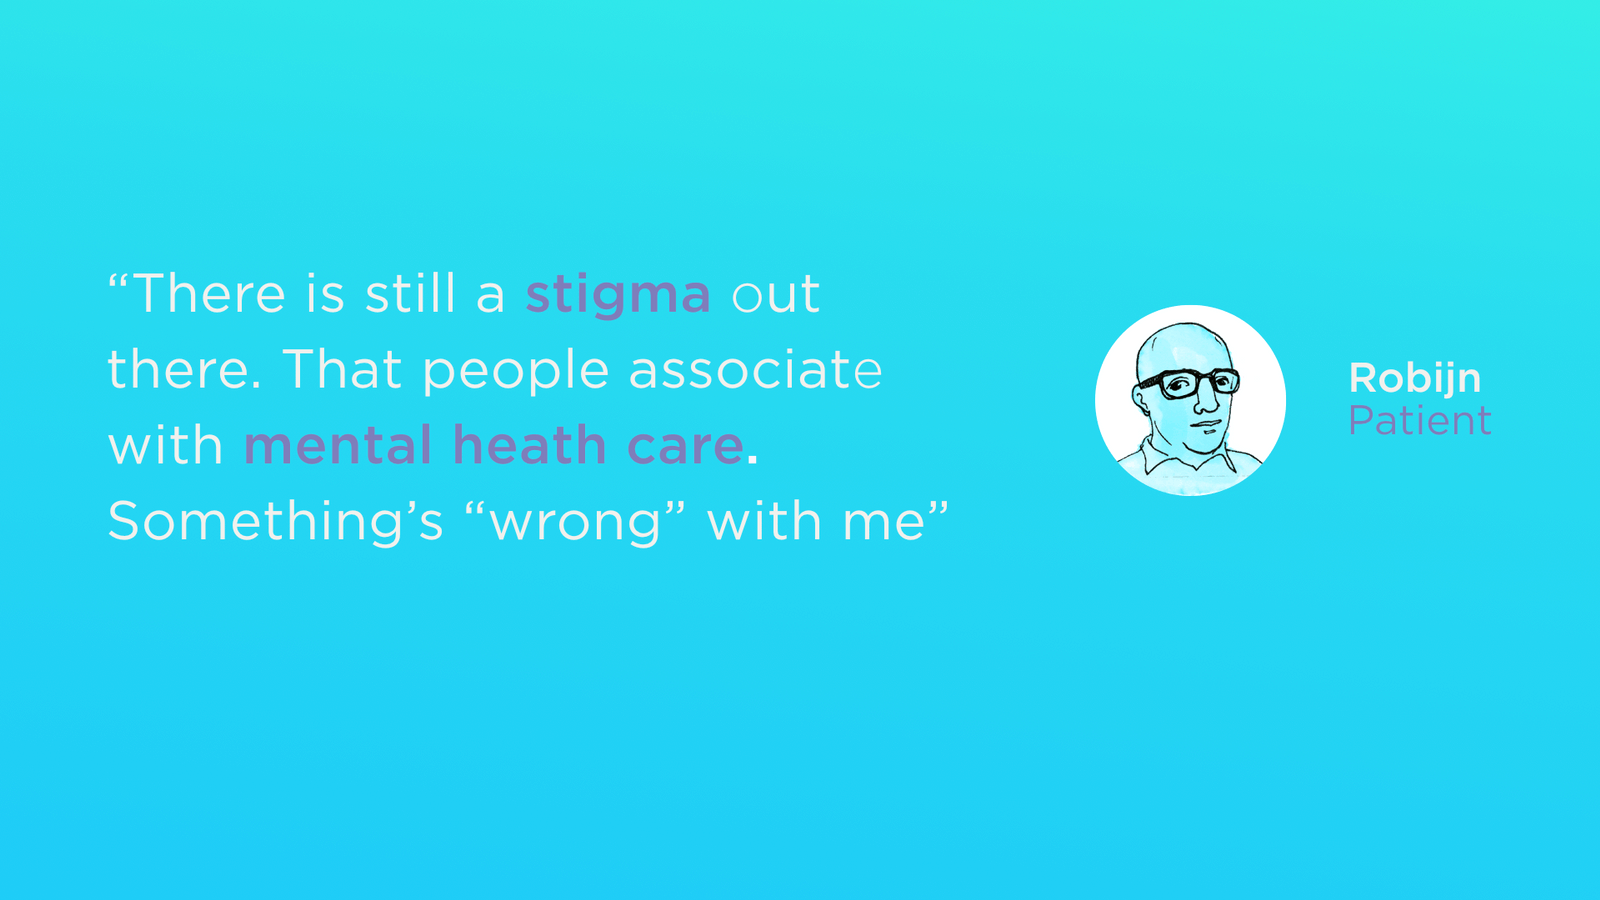 “There is still a stigma out
there. That people associate
with mental heath care.
Something’s “wrong” with me”
Robijn
Patient